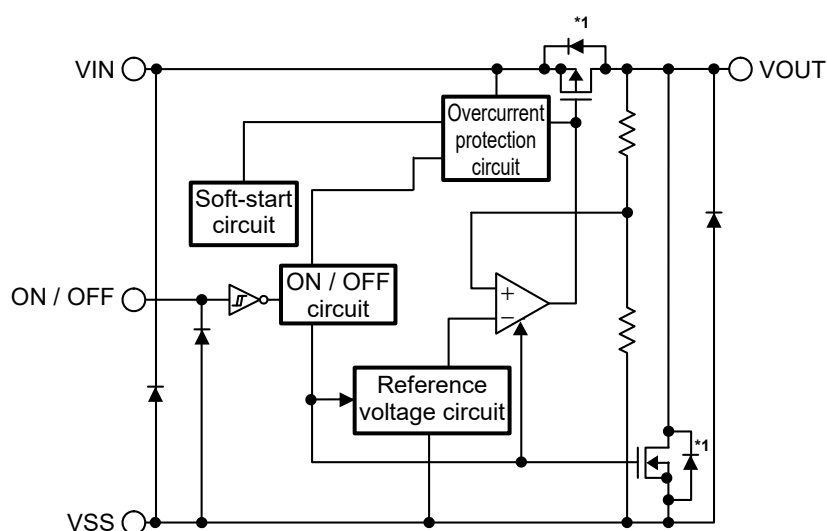 *1
VIN
VOUT
Overcurrent
protection
circuit
Soft-start
circuit
ON / OFF
ON / OFF
circuit
+
−
Reference
voltage circuit
*1
VSS